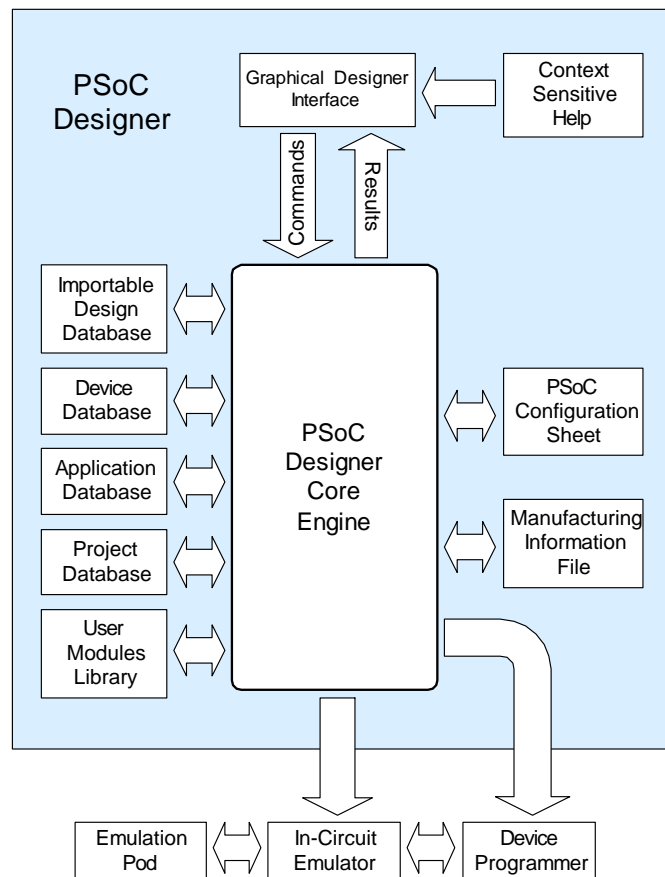 PSoC
Designer
Graphical Designer
Interface
Context
Sensitive
Help
Commands
Results
Importable
Design
Database
Device
Database
Application
Database
Project
Database
User
Modules
Library
PSoC
Designer
Core
Engine
PSoC
Configuration
Sheet
Manufacturing
Information
File
Emulation
Pod
In-Circuit
Emulator
Device
Programmer